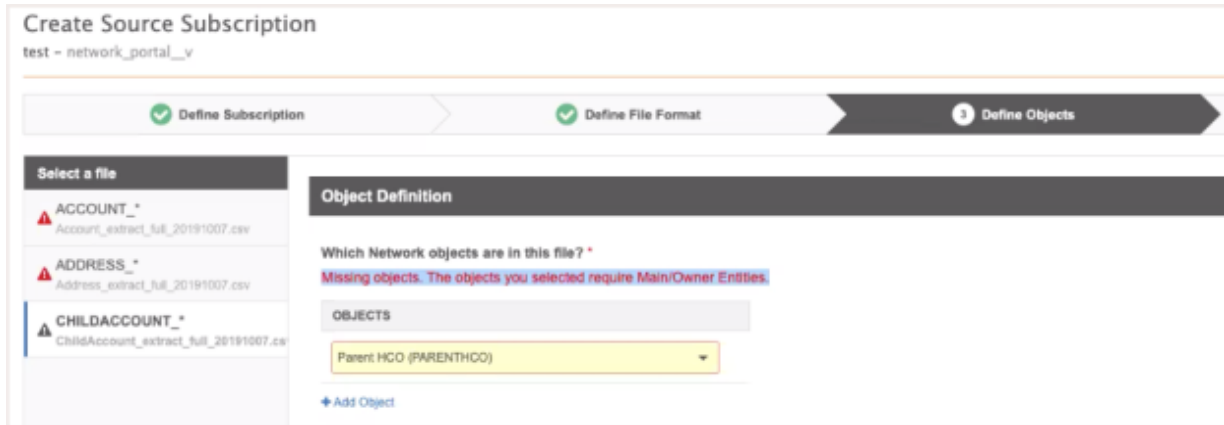 Create Source Subscription
test - network_portal__v
Define Subscription
Define File Format
3 Define Objects
Select a file
ACCOUNT_*
Account_extract_full_20191007.csv
ADDRESS_*
Address_extract_full_20191007.csv
CHILDACCOUNT_*
ChildAccount_extract_full_20191007.cs
Object Definition
Which Network objects are in this file? *
Missing objects. The objects you selected require Main/Owner Entities.
OBJECTS
Parent HCO (PARENTHCO)
+ Add Object